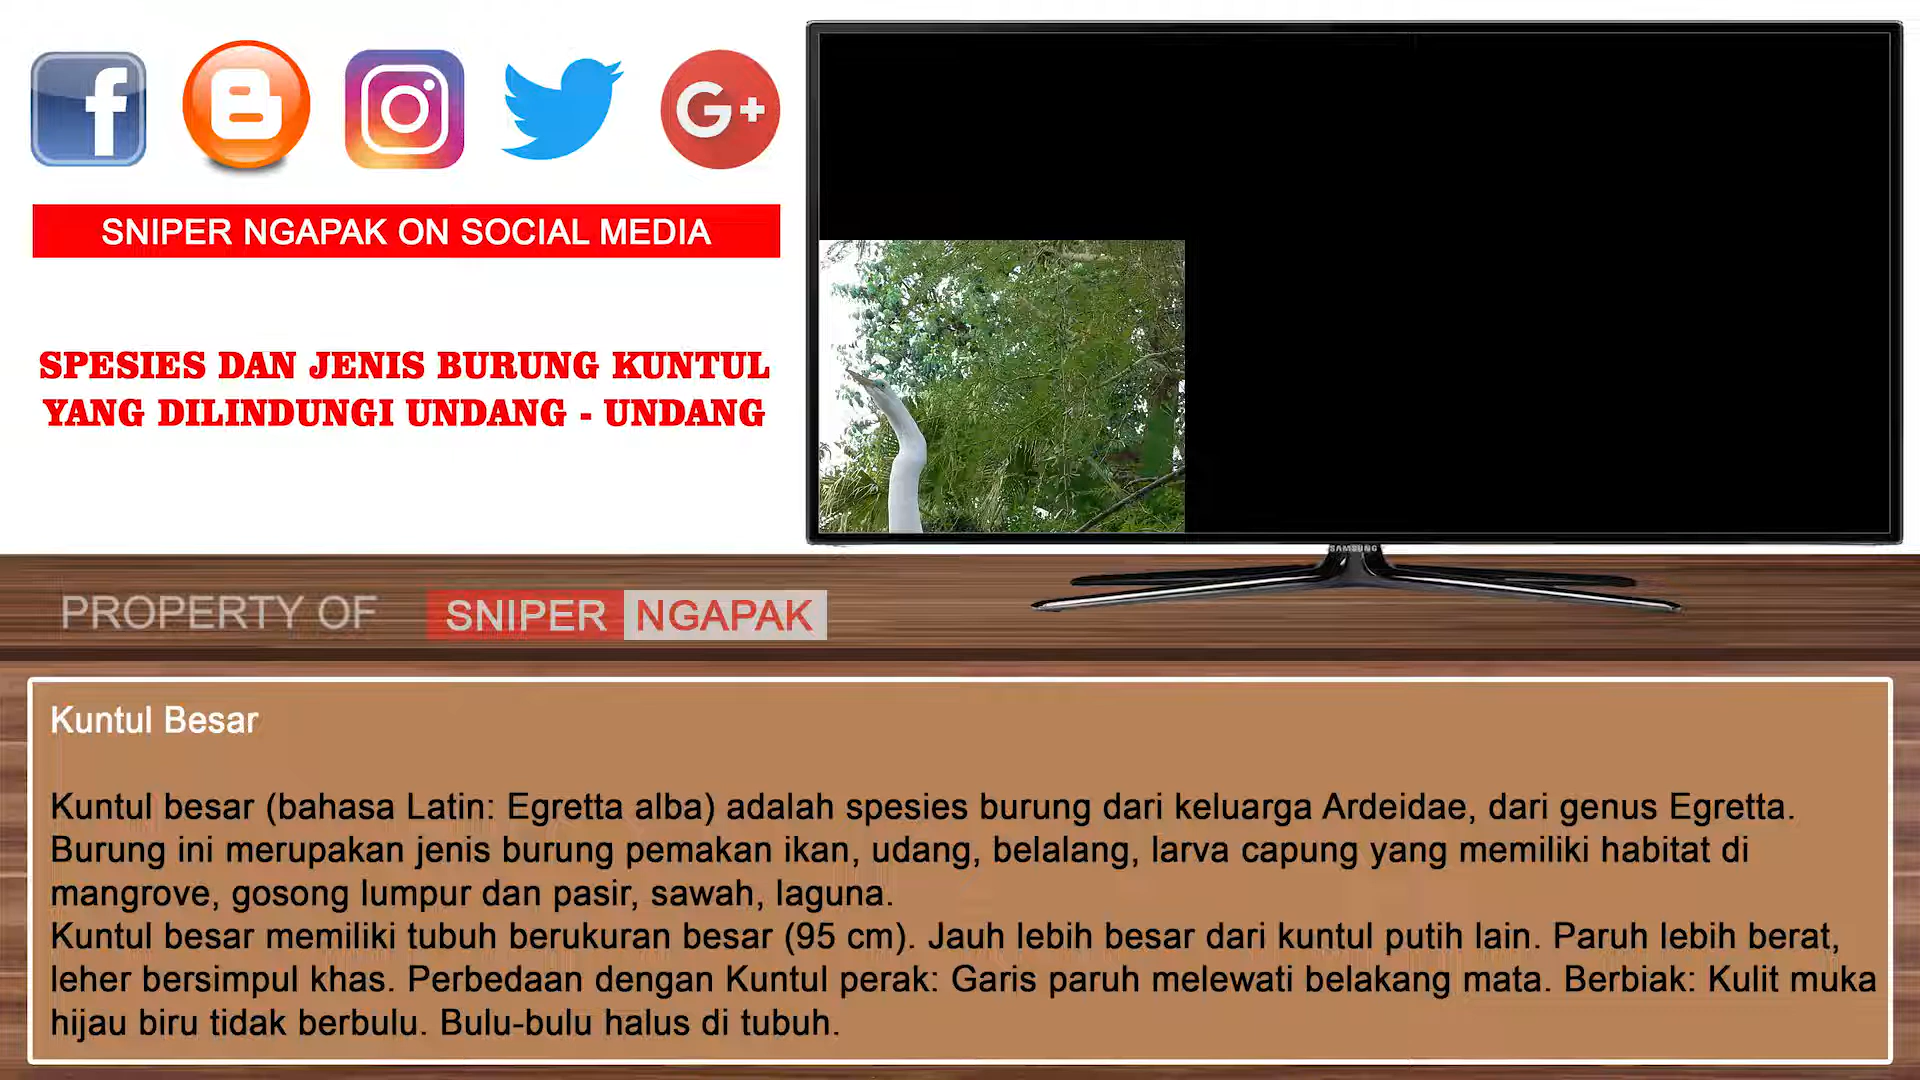 SNIPER NGAPAK ON SOCIAL MEDIA
SPESIES DAN JENIS BURUNG KUNTUL
YANG DILINDUNGI UNDANG - UNDANG
SAMSUNG
PROPERTY OF SNIPER NGAPAK
Kuntul Besar
Kuntul besar (bahasa Latin: Egretta alba) adalah spesies burung dari keluarga Ardeidae, dari genus Egretta.
Burung ini merupakan jenis burung pemakan ikan, udang, belalang, larva capung yang memiliki habitat di
mangrove, gosong lumpur dan pasir, sawah, laguna.
Kuntul besar memiliki tubuh berukuran besar (95 cm). Jauh lebih besar dari kuntul putih lain. Paruh lebih berat,
leher bersimpul khas. Perbedaan dengan Kuntul perak: Garis paruh melewati belakang mata. Berbiak: Kulit muka
hijau biru tidak berbulu. Bulu-bulu halus di tubuh.